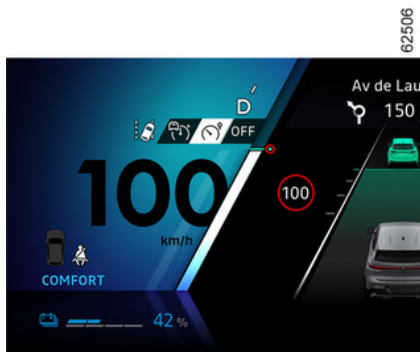 62506
Av de Lau
150
D
OFF
100
100
km/h
COMFORT
42 %